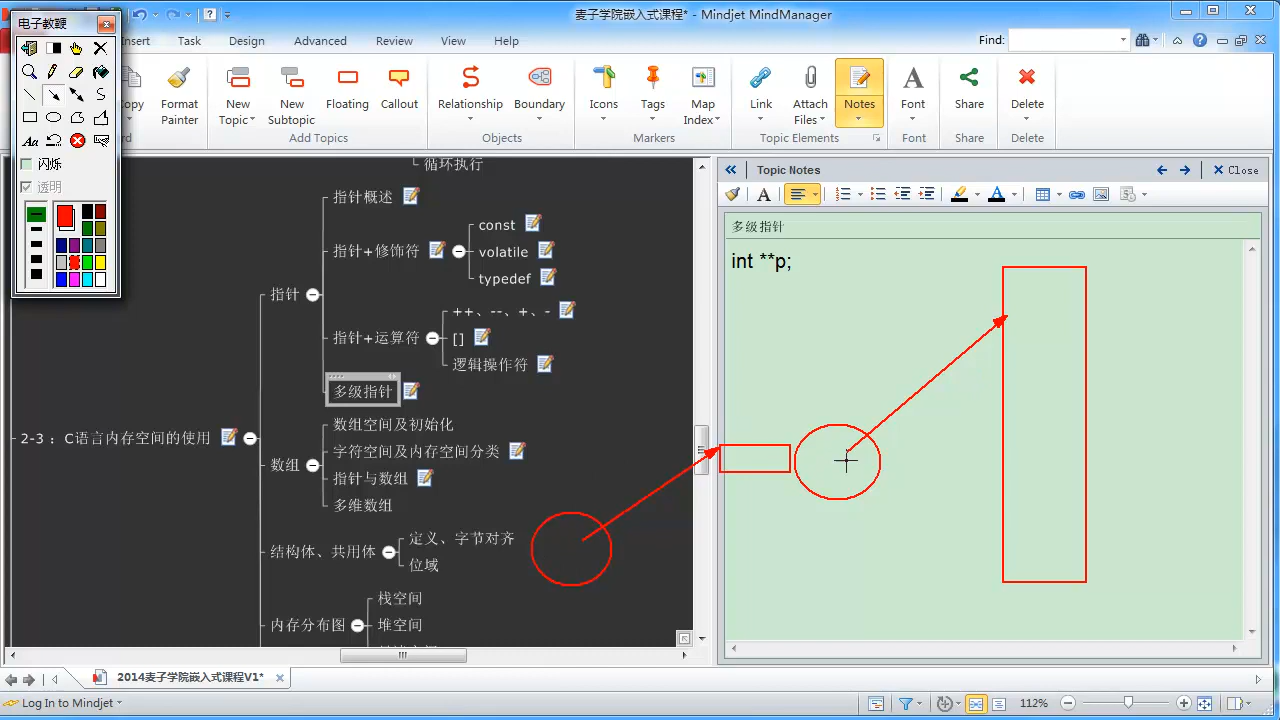 电子教鞭
麦子学院嵌入式课程* - Mindjet MindManager
Insert Task Design Advanced Review View Help
Find:
Copy
Format Painter
New Topic
New Subtopic
Floating
Callout
Relationship
Boundary
Icons
Tags
Map Index
Link
Attach Files
Notes
Font
Share
Delete
Add Topics
Objects
Markers
Topic Elements
Font
Share
Delete
闪烁
透明
循环执行
指针概述
const
指针+修饰符
volatile
typedef
指针
++、--、+、-
指针+运算符
[]
逻辑操作符
多级指针
2-3 : C语言内存空间的使用
数组空间及初始化
字符空间及内存空间分类
数组
指针与数组
多维数组
定义、字节对齐
结构体、共用体
位域
栈空间
内存分布图
堆空间
Topic Notes
Close
多级指针
int **p;
2014麦子学院嵌入式课程V1*
Log In to Mindjet
112%